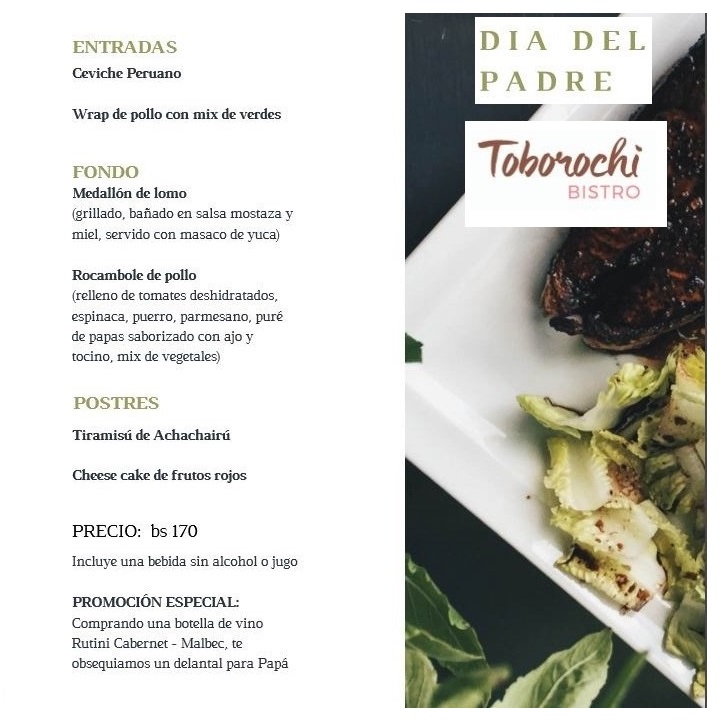 ENTRADAS
Ceviche Peruano
Wrap de pollo con mix de verdes
FONDO
Medallón de lomo
(grillado, bañado en salsa mostaza y
miel, servido con masaco de yuca)
Rocambole de pollo
(relleno de tomates deshidratados,
espinaca, puerro, parmesano, puré
de papas saborizado con ajo y
tocino, mix de vegetales)
POSTRES
Tiramisú de Achachairú
Cheese cake de frutos rojos
PRECIO: bs 170
Incluye una bebida sin alcohol o jugo
PROMOCIÓN ESPECIAL:
Comprando una botella de vino
Rutini Cabernet - Malbec, te
obsequiamos un delantal para Papá
DIA DEL
PADRE
Toborochi
BISTRO